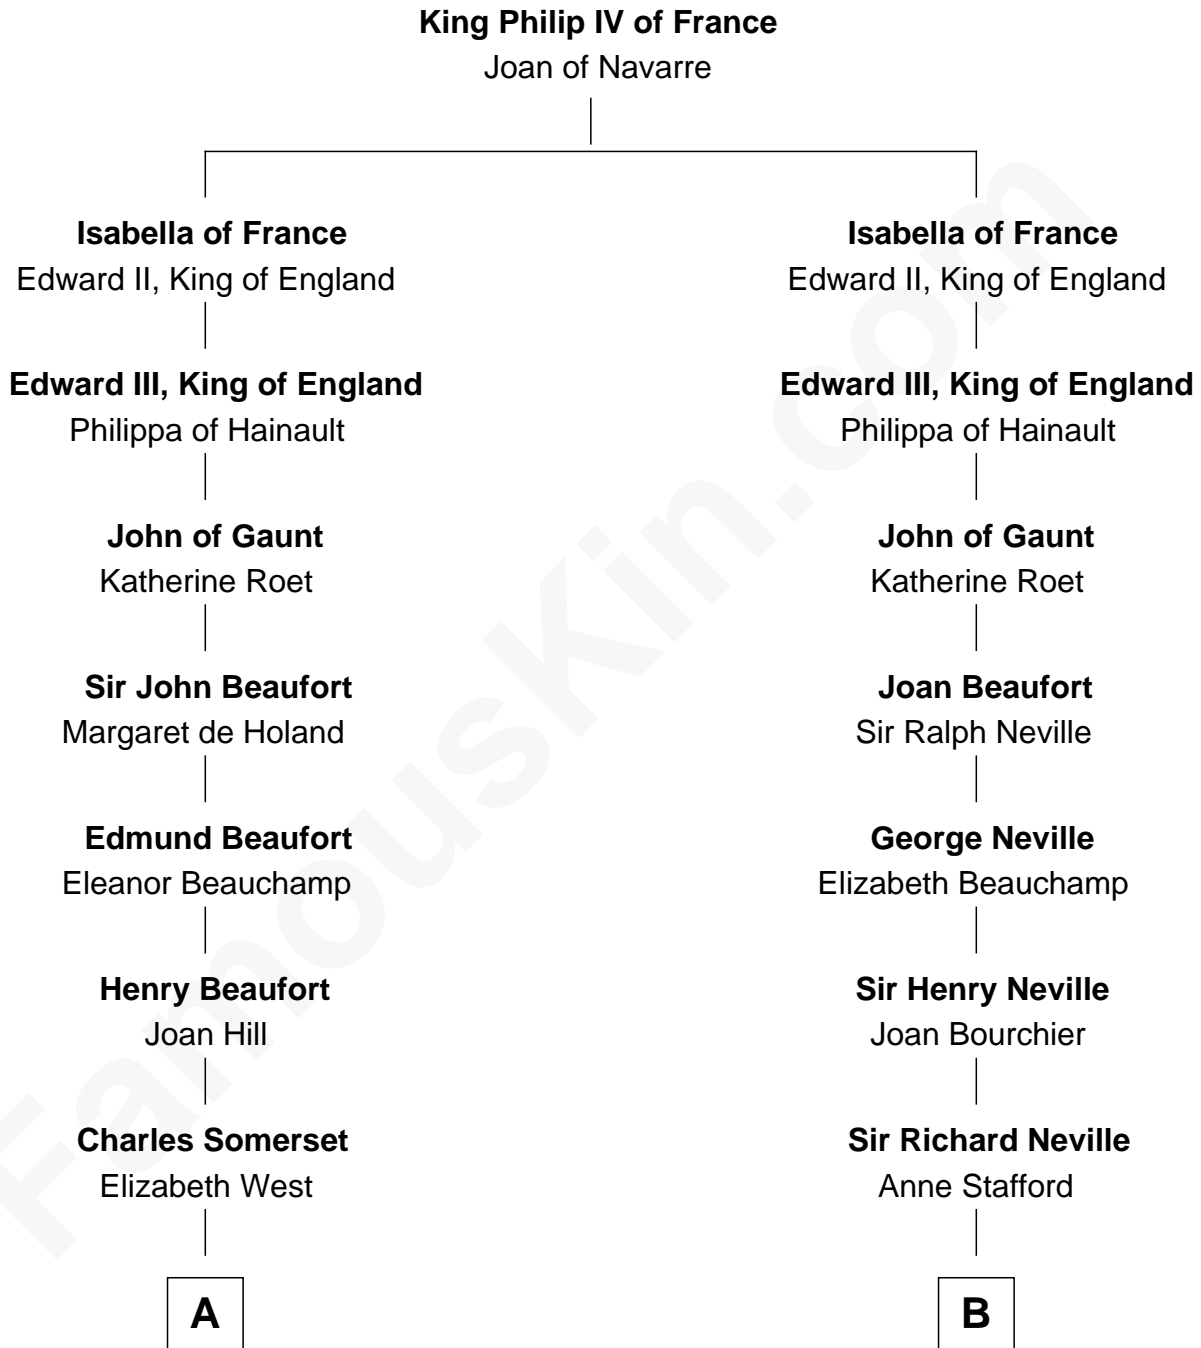 King Philip IV of France
Joan of Navarre
Isabella of France
Edward II, King of England
Edward III, King of England
Philippa of Hainault
John of Gaunt
Katherine Roet
Sir John Beaufort
Margaret de Holand
Edmund Beaufort
Eleanor Beauchamp
Henry Beaufort
Joan Hill
Charles Somerset
Elizabeth West
A
Isabella of France
Edward II, King of England
Edward III, King of England
Philippa of Hainault
John of Gaunt
Katherine Roet
Joan Beaufort
Sir Ralph Neville
George Neville
Elizabeth Beauchamp
Sir Henry Neville
Joan Bourchier
Sir Richard Neville
Anne Stafford
B
FamousKin.com